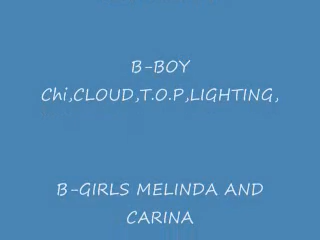 B-BOY
Chi,CLOUD,T.O.P,LIGHTING,
B-GIRLS MELINDA AND
CARINA